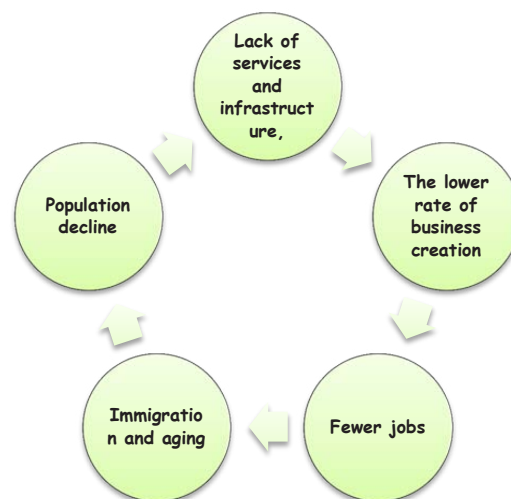 Lack of
services
and
infrastruct
ure,
The lower
rate of
business
creation
Fewer jobs
Immigratio
n and aging
Population
decline